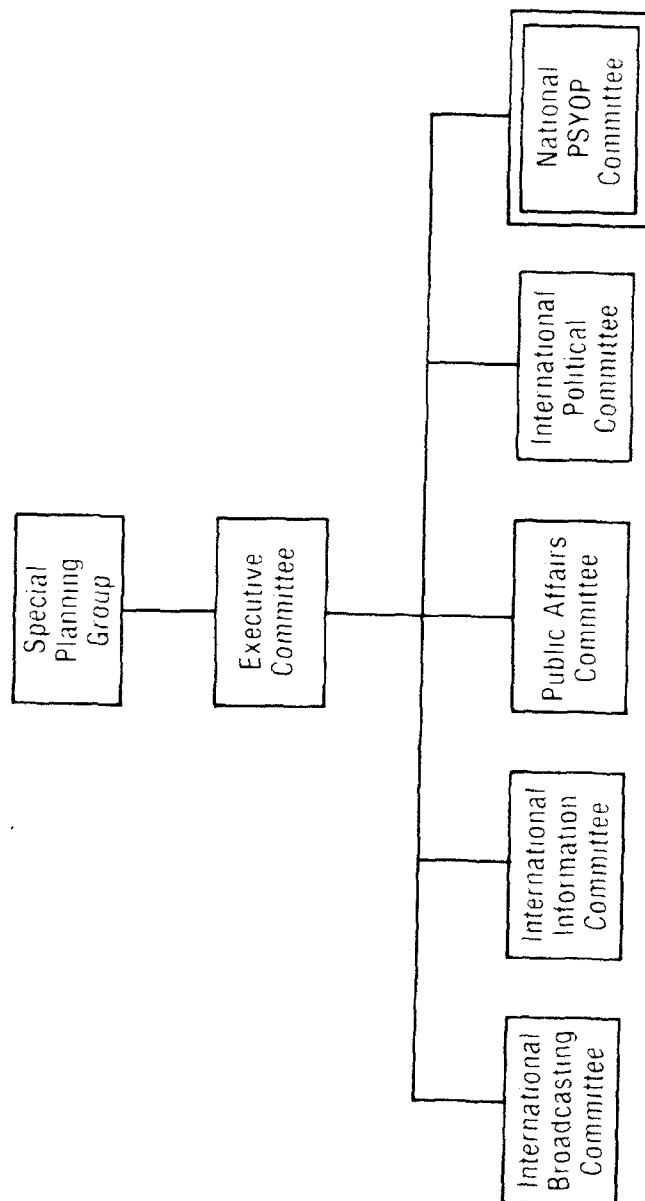 Special
Planning
Group
Executive
Committee
International
Broadcasting
Committee
International
Information
Committee
Public Affairs
Committee
International
Political
Committee
National
PSYOP
Committee